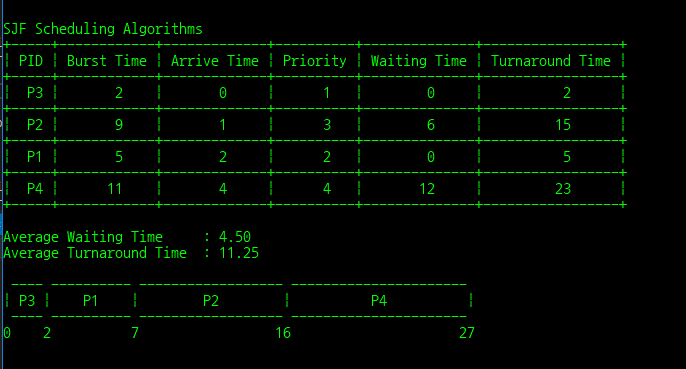 SJF Scheduling Algorithms
PID | Burst Time | Arrive Time | Priority | Waiting Time | Turnaround Time
P3 | 2 | 0 | 1 | 0 | 2
P2 | 9 | 1 | 3 | 6 | 15
P1 | 5 | 2 | 2 | 0 | 5
P4 | 11 | 4 | 4 | 12 | 23
Average Waiting Time : 4.50
Average Turnaround Time : 11.25
| P3 | P1 | P2 | P4 |
0 2 7 16 27